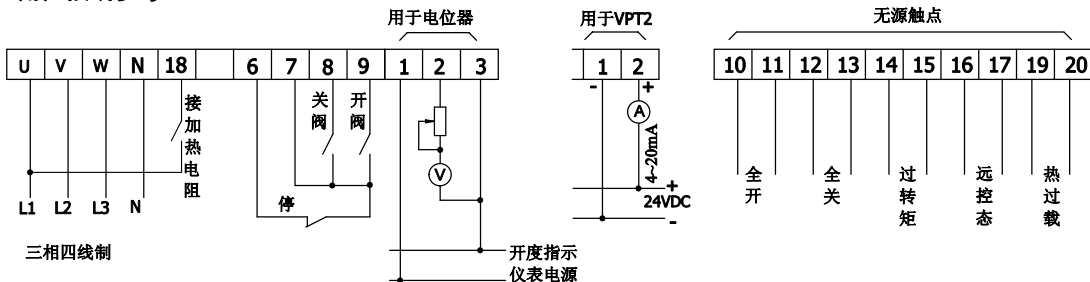 用于电位器
用于VPT2
无源触点
U V W N 18 6 7 8 9 1 2 3 1 2 10 11 12 13 14 15 16 17 19 20
接加热电阻
关阀
开阀
- +
A
4~20mA
V
L1 L2 L3 N
停
+
24VDC
-
全开
全关
过转矩
远控态
热过载
三相四线制
开度指示
仪表电源